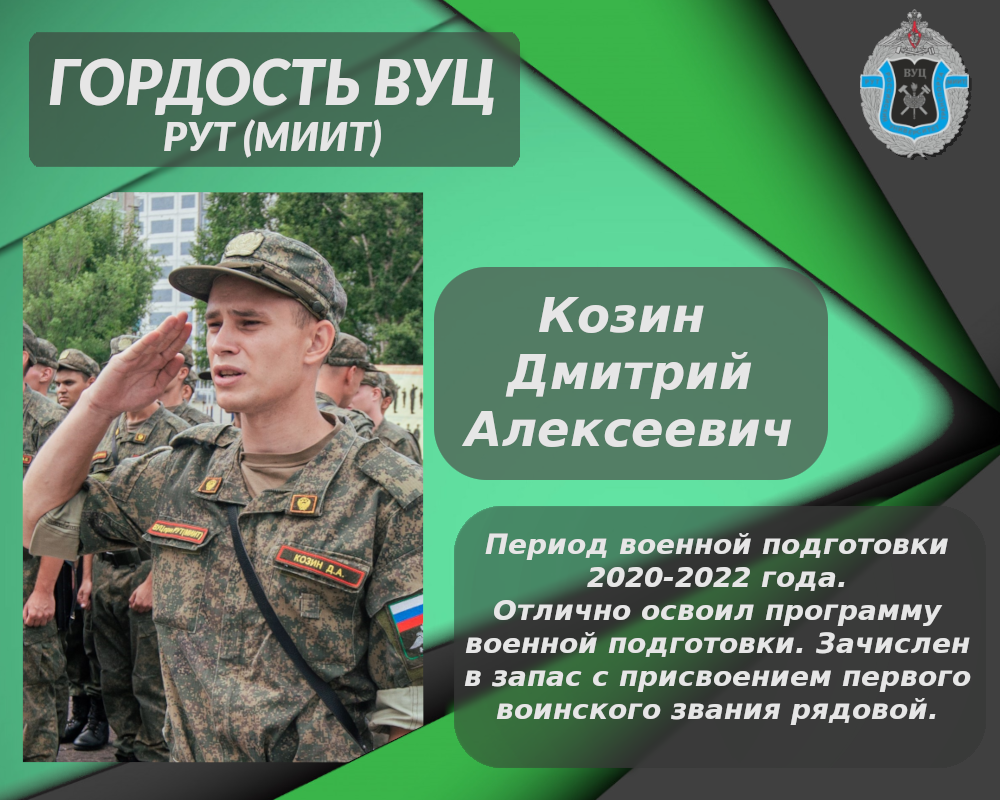 ГОРДОСТЬ ВУЦ
РУТ (МИИТ)
ВУЦ
Козин
Дмитрий
Алексеевич
КОЗИН Д.А.
Период военной подготовки
2020-2022 года.
Отлично освоил программу
военной подготовки. Зачислен
в запас с присвоением первого
воинского звания рядовой.